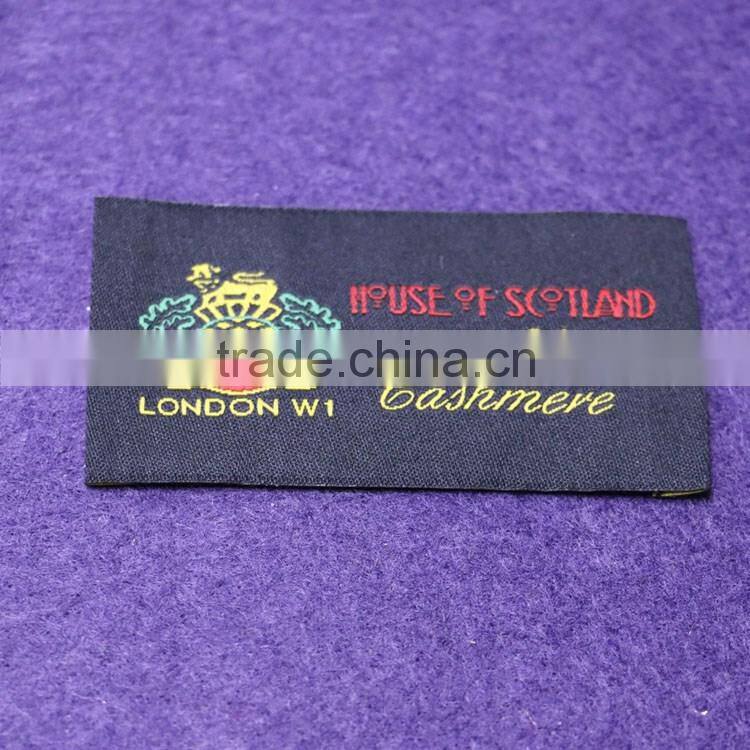 HOUSE OF SCOTLAND
trade.china.cn
Cashmere
LONDON W1